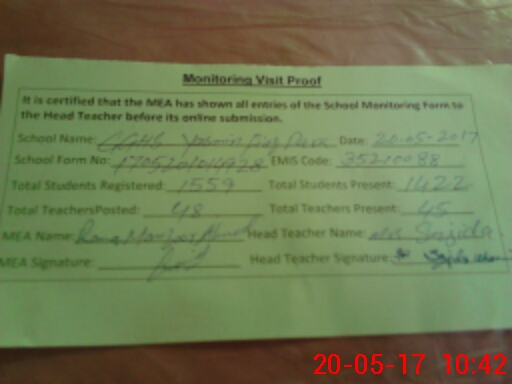 Monitoring Visit Proof
It is certified that the MEA has shown all entries of the School Monitoring Form to
the Head Teacher before its online submission.
School Name: Date: 20-05-2017
School Form No: EMIS Code: 35210088
Total Students Registered: 1559 Total Students Present: 1422
Total TeachersPosted: 48 Total Teachers Present: 45
MEA Name: Head Teacher Name:
MEA Signature: Head Teacher Signature:
20-05-17 10:42